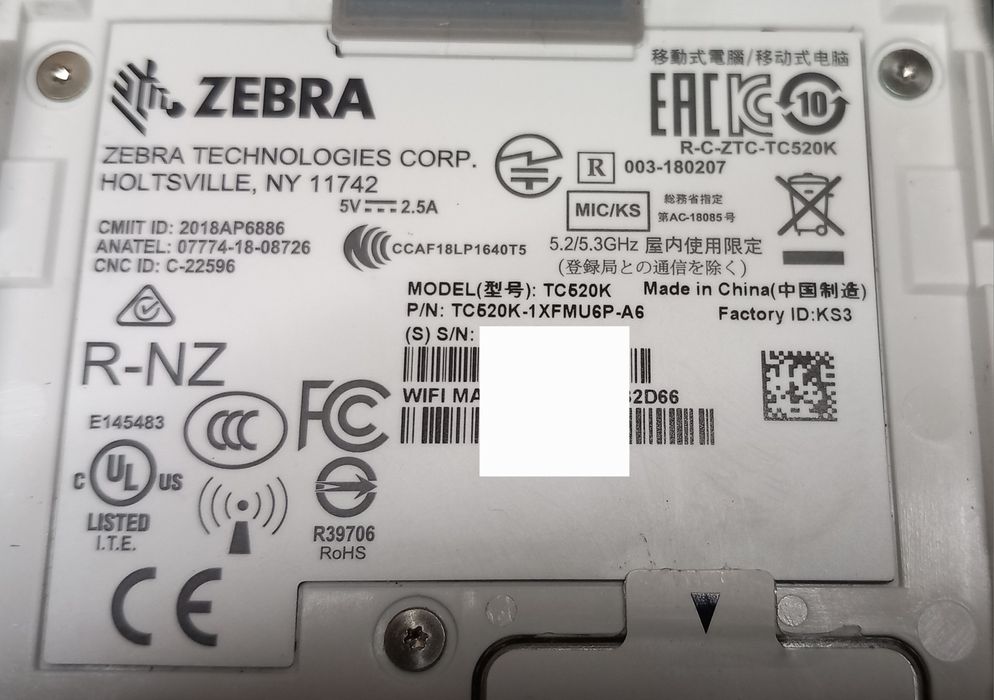 ZEBRA
移動式電腦/移动式电脑
EAC
KC
10
R-C-ZTC-TC520K
ZEBRA TECHNOLOGIES CORP.
HOLTSVILLE, NY 11742
5V 2.5A
R 003-180207
MIC/KS
総務省指定
第AC-18085号
CMIIT ID: 2018AP6886
ANATEL: 07774-18-08726
CNC ID: C-22596
CCAF18LP1640T5
5.2/5.3GHz 屋内使用限定
(登録局との通信を除く)
MODEL(型号): TC520K
Made in China(中国制造)
P/N: TC520K-1XFMU6P-A6
Factory ID:KS3
(S) S/N:
WIFI
2D66
R-NZ
E145483
CCC
FC
C UL US
LISTED
I.T.E.
R39706
RoHS
CE